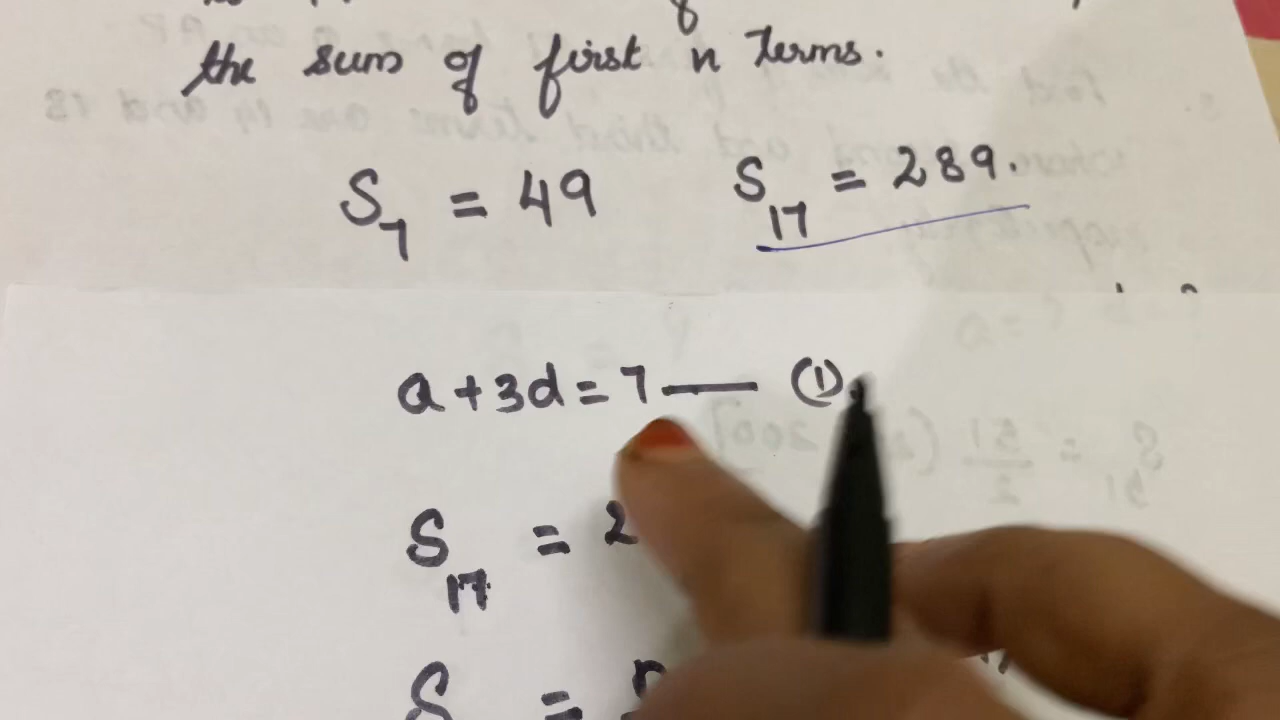 the sum of first n terms.
S₇ = 49 S₁₇ = 289.
a + 3d = 7 — (1).
S₁₇ = 2
S =